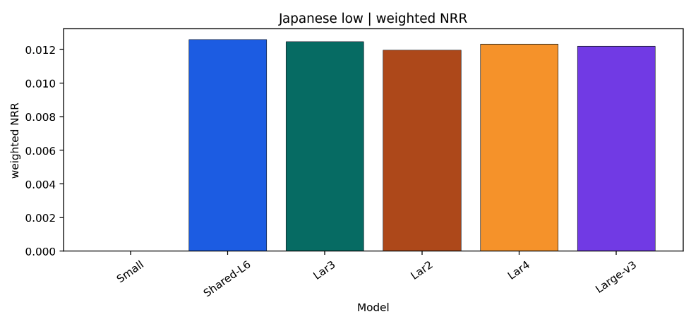 Japanese low | weighted NRR
weighted NRR
0.012
0.010
0.008
0.006
0.004
0.002
0.000
Small
Shared-L6
Lar3
Lar2
Lar4
Large-v3
Model